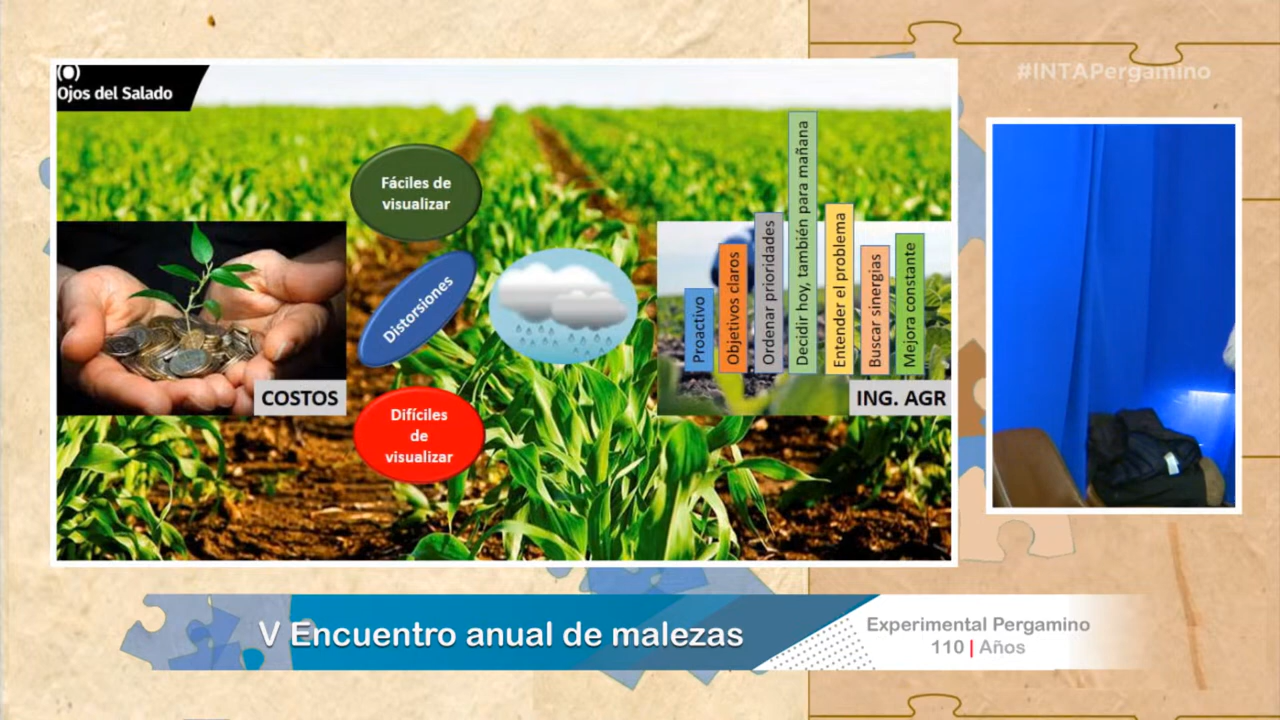 #INTAPergamino
(O)
Ojos del Salado
Fáciles de
visualizar
Distorsiones
Difíciles
de
visualizar
COSTOS
Proactivo
Objetivos claros
Ordenar prioridades
Decidir hoy, también para mañana
Entender el problema
Buscar sinergias
Mejora constante
ING. AGR
V Encuentro anual de malezas
Experimental Pergamino
110 | Años